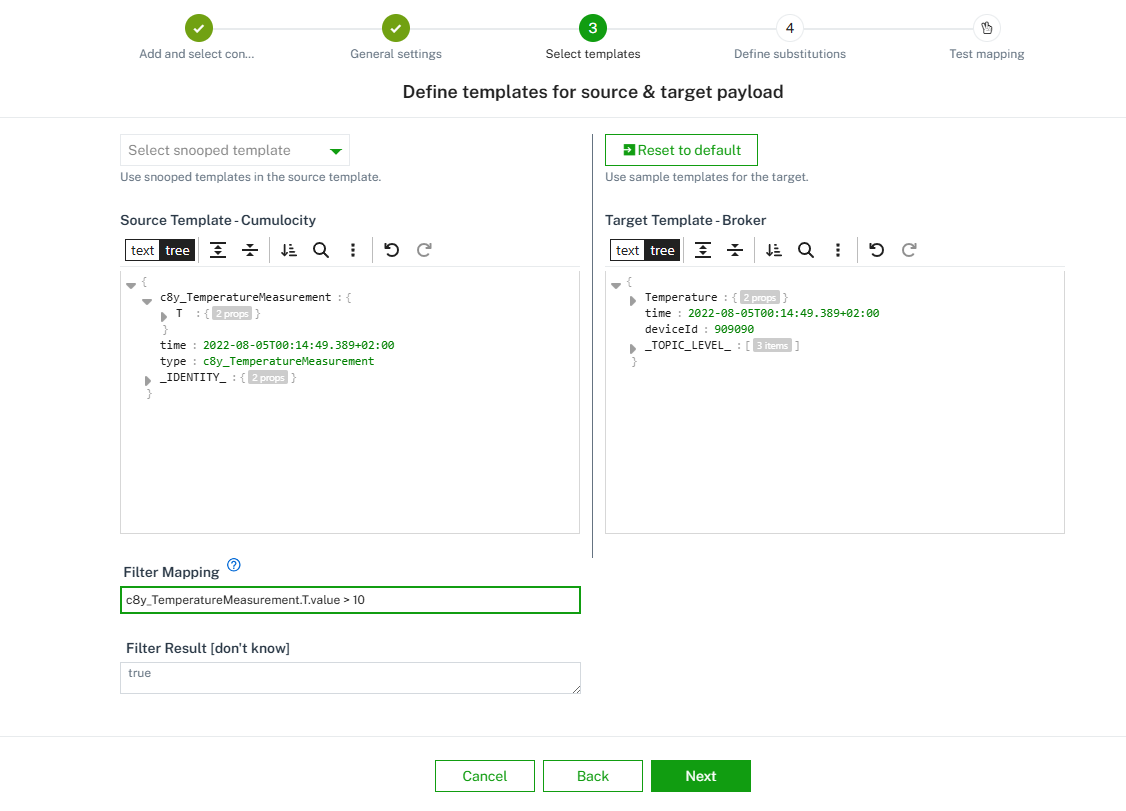 3
4
Add and select con...
General settings
Select templates
Define substitutions
Test mapping
Define templates for source & target payload
Select snooped template
Use snooped templates in the source template.
Reset to default
Use sample templates for the target.
Source Template - Cumulocity
text tree
{
c8y_TemperatureMeasurement : {
T : { 2 props }
}
time : 2022-08-05T00:14:49.389+02:00
type : c8y_TemperatureMeasurement
_IDENTITY_ : { 2 props }
}
Target Template - Broker
text tree
{
Temperature : { 2 props }
time : 2022-08-05T00:14:49.389+02:00
deviceId : 909090
_TOPIC_LEVEL_ : [ 3 items ]
}
Filter Mapping ?
c8y_TemperatureMeasurement.T.value > 10
Filter Result [don't know]
true
Cancel
Back
Next